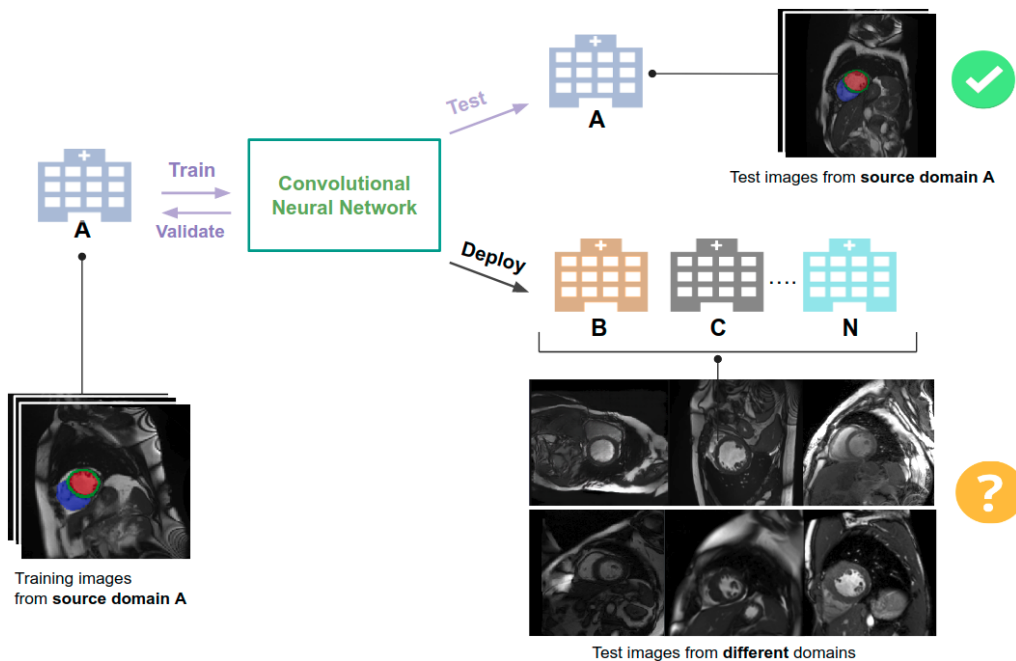 Test
A
Test images from source domain A
Train
Validate
A
Convolutional
Neural Network
Deploy
B
C
....
N
Training images
from source domain A
?
Test images from different domains